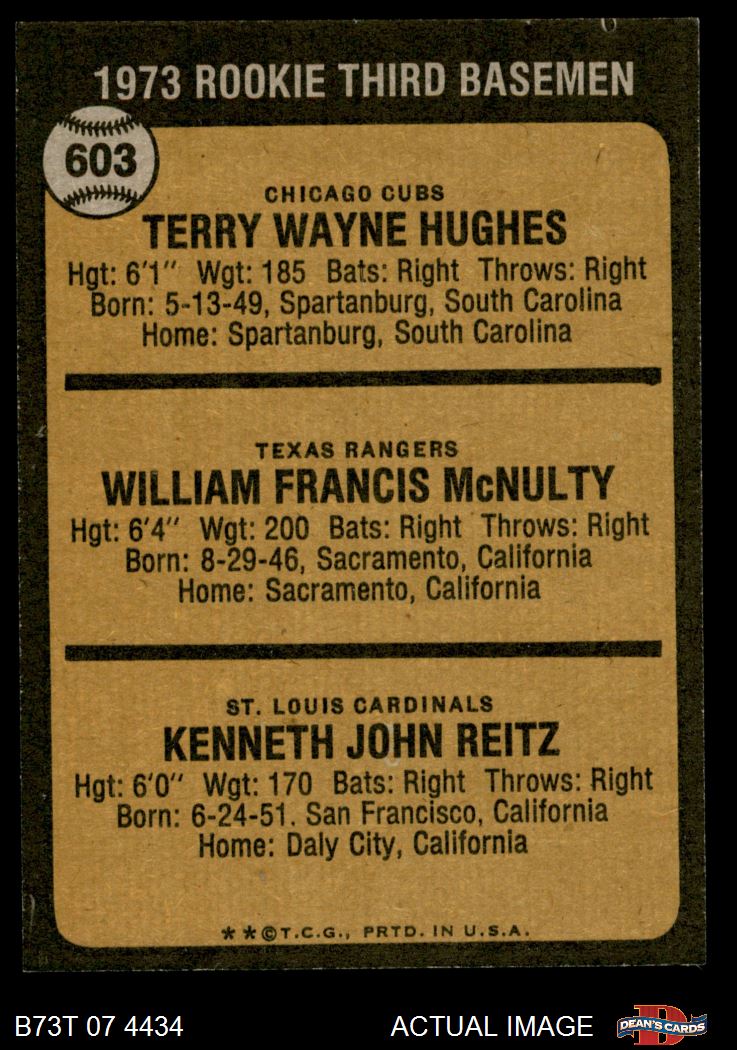 1973 ROOKIE THIRD BASEMEN
603
CHICAGO CUBS
TERRY WAYNE HUGHES
Hgt: 6'1" Wgt: 185 Bats: Right Throws: Right
Born: 5-13-49, Spartanburg, South Carolina
Home: Spartanburg, South Carolina
TEXAS RANGERS
WILLIAM FRANCIS McNULTY
Hgt: 6'4" Wgt: 200 Bats: Right Throws: Right
Born: 8-29-46, Sacramento, California
Home: Sacramento, California
ST. LOUIS CARDINALS
KENNETH JOHN REITZ
Hgt: 6'0" Wgt: 170 Bats: Right Throws: Right
Born: 6-24-51. San Francisco, California
Home: Daly City, California
**©T.C.G., PRTD. IN U.S.A.
B73T 07 4434 ACTUAL IMAGE D DEAN'S CARDS